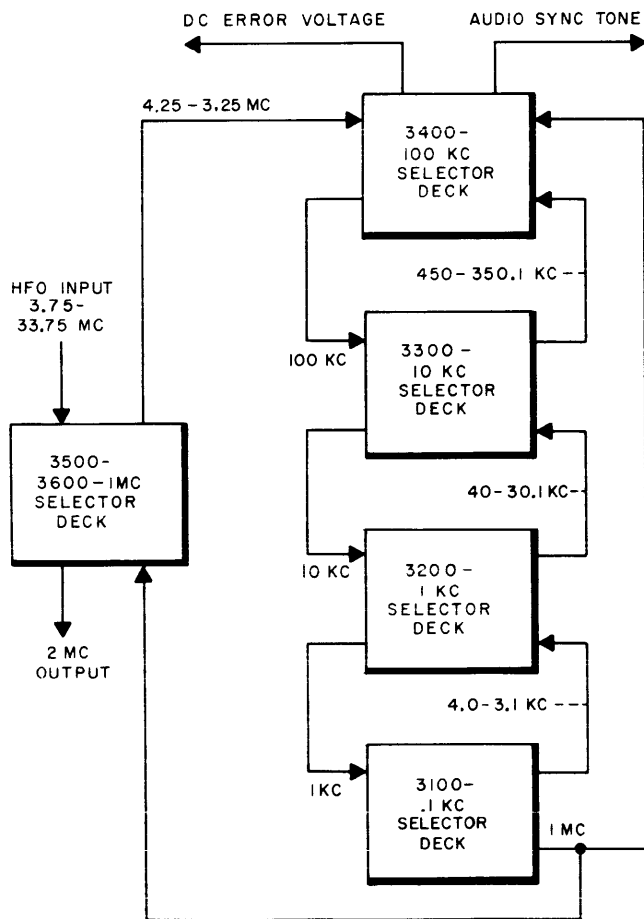 DC ERROR VOLTAGE
AUDIO SYNC TONE
4.25-3.25 MC
3400-
100 KC
SELECTOR
DECK
450-350.1 KC
HFO INPUT
3.75-
33.75 MC
100 KC
3300-
10 KC
SELECTOR
DECK
3500-
3600-1MC
SELECTOR
DECK
40-30.1 KC
10 KC
3200-
1 KC
SELECTOR
DECK
2 MC
OUTPUT
4.0-3.1 KC
1 KC
3100-
.1 KC
SELECTOR
DECK
1 MC